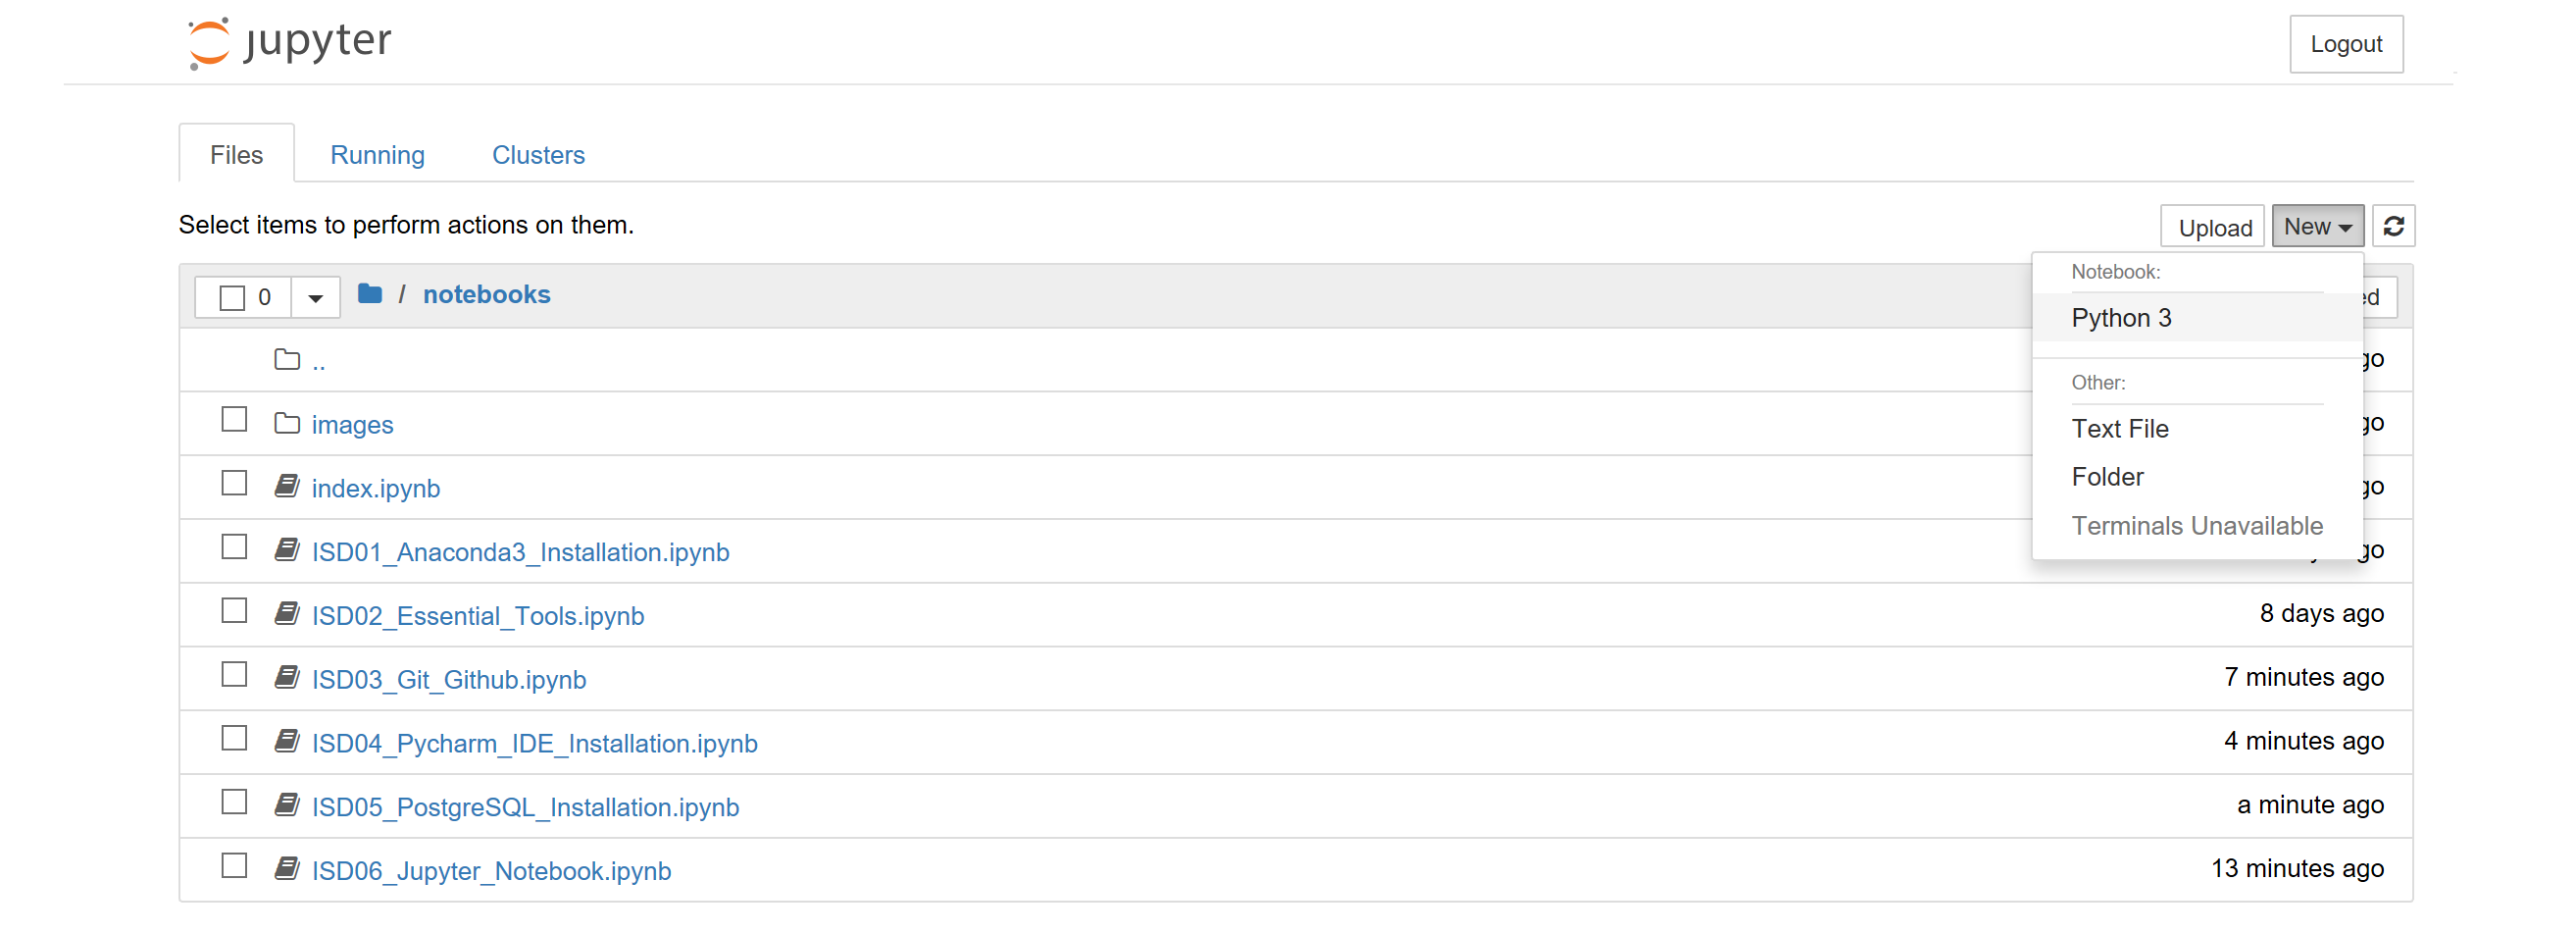 jupyter
Logout
Files Running Clusters
Select items to perform actions on them.
Upload New
0 / notebooks
Notebook:
Python 3
..
Other:
images
Text File
index.ipynb
Folder
ISD01_Anaconda3_Installation.ipynb
Terminals Unavailable
ISD02_Essential_Tools.ipynb 8 days ago
ISD03_Git_Github.ipynb 7 minutes ago
ISD04_Pycharm_IDE_Installation.ipynb 4 minutes ago
ISD05_PostgreSQL_Installation.ipynb a minute ago
ISD06_Jupyter_Notebook.ipynb 13 minutes ago